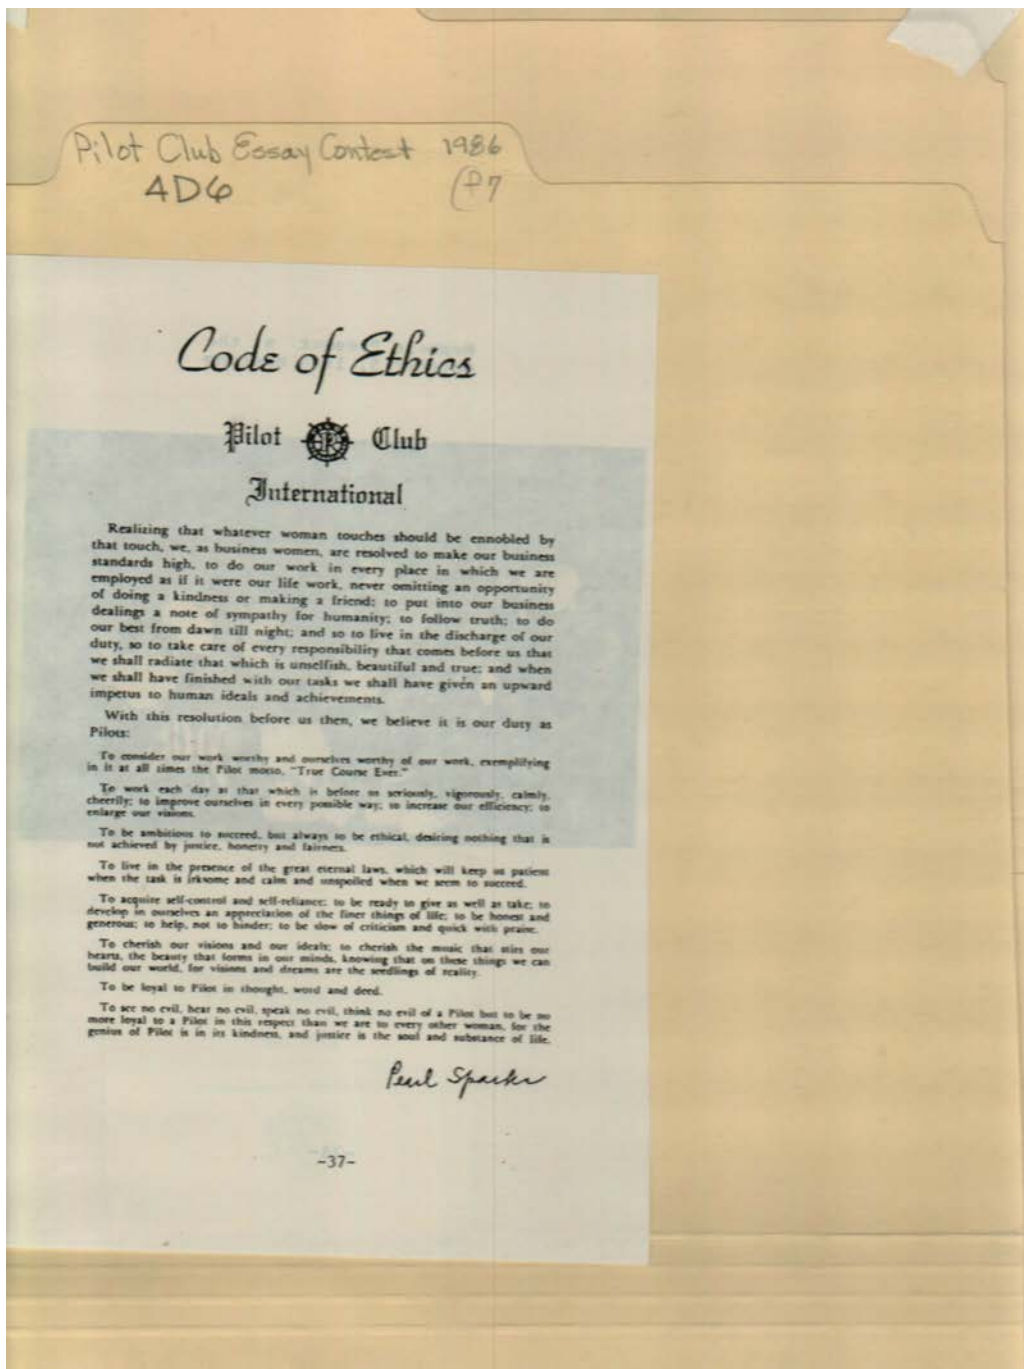 Pilot Club Essay Contest 1986
4D6 (P7
Code of Ethics
Pilot Club
International
Realizing that whatever woman touches should be ennobled by
that touch, we, as business women, are resolved to make our business
standards high, to do our work in every place in which we are
employed as if it were our life work, never omitting an opportunity
of doing a kindness or making a friend; to put into our business
dealings a note of sympathy for humanity; to follow truth; to do
our best from dawn till night; and so to live in the discharge of our
duty, so to take care of every responsibility that comes before us that
we shall radiate that which is unselfish, beautiful and true; and when
we shall have finished with our tasks we shall have given an upward
impetus to human ideals and achievements.
With this resolution before us then, we believe it is our duty as
Pilots:
To consider our work worthy and ourselves worthy of our work, exemplifying
in it at all times the Pilot motto, "True Course Ever."
To work each day at that which is before us seriously, vigorously, calmly,
cheerily; to improve ourselves in every possible way; to increase our efficiency; to
enlarge our visions.
To be ambitious to succeed, but always to be ethical, desiring nothing that is
not achieved by justice, honesty and fairness.
To live in the presence of the great eternal laws, which will keep us patient
when the task is irksome and calm and unspoiled when we seem to succeed.
To acquire self-control and self-reliance; to be ready to give as well as take; to
develop in ourselves an appreciation of the finer things of life; to be honest and
generous; to help, not to hinder; to be slow of criticism and quick with praise.
To cherish our visions and our ideals; to cherish the music that stirs our
hearts, the beauty that forms in our minds, knowing that on these things we can
build our world, for visions and dreams are the seedlings of reality.
To be loyal to Pilot in thought, word and deed.
To see no evil, hear no evil, speak no evil, think no evil of a Pilot but to be no
more loyal to a Pilot in this respect than we are to every other woman, for the
genius of Pilot is in its kindness, and justice is the soul and substance of life.
Pearl Sparks
-37-